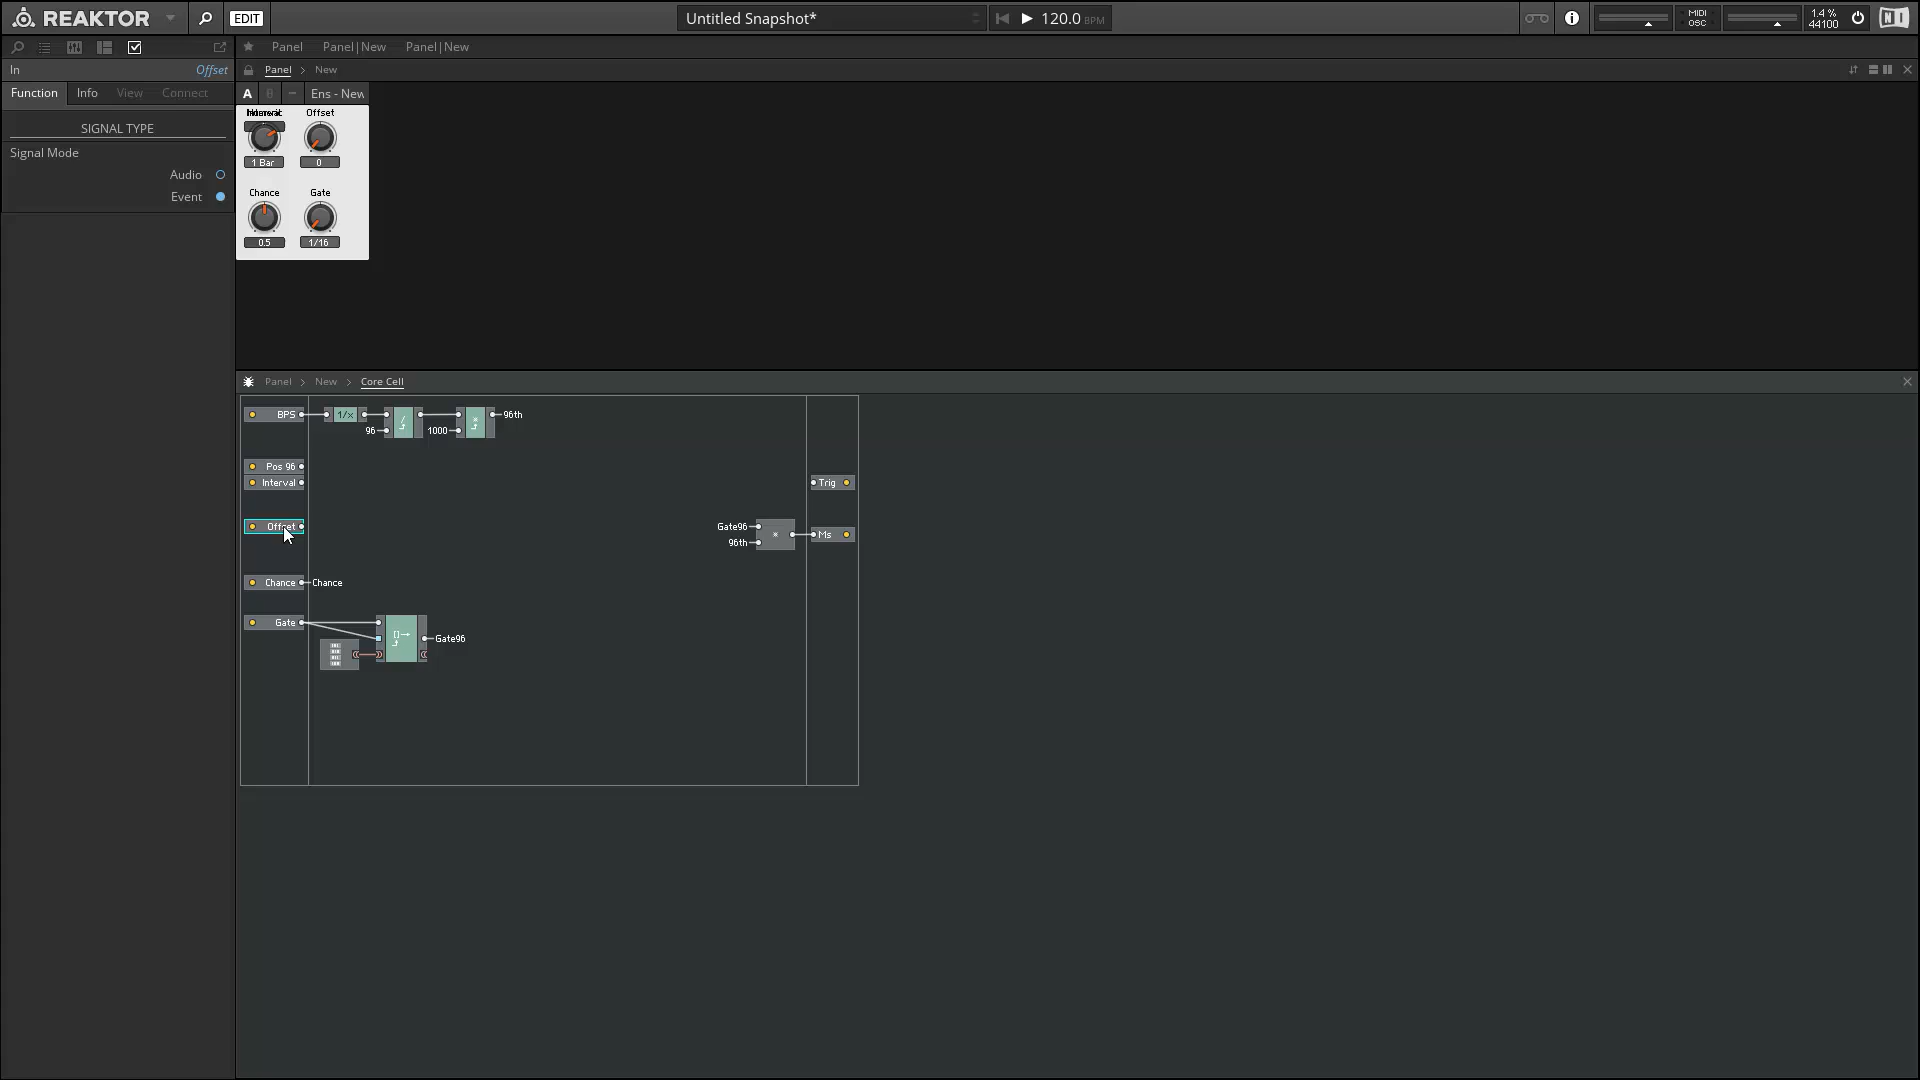 REAKTOR
EDIT
Untitled Snapshot*
120.0 BPM
MIDI
OSC
1.4 %
44100
Panel
Panel|New
Panel|New
In
Offset
Panel > New
Function
Info
View
Connect
A
B
Ens - New
Offset
SIGNAL TYPE
Signal Mode
Audio
Event
1 Bar
0
Chance
Gate
0.5
1/16
Panel > New > Core Cell
BPS
1/x
/
96
1000
*
96th
Pos 96
Interval
Trig
Offset
Gate96
96th
*
Ms
Chance
Chance
Gate
[]→
Gate96